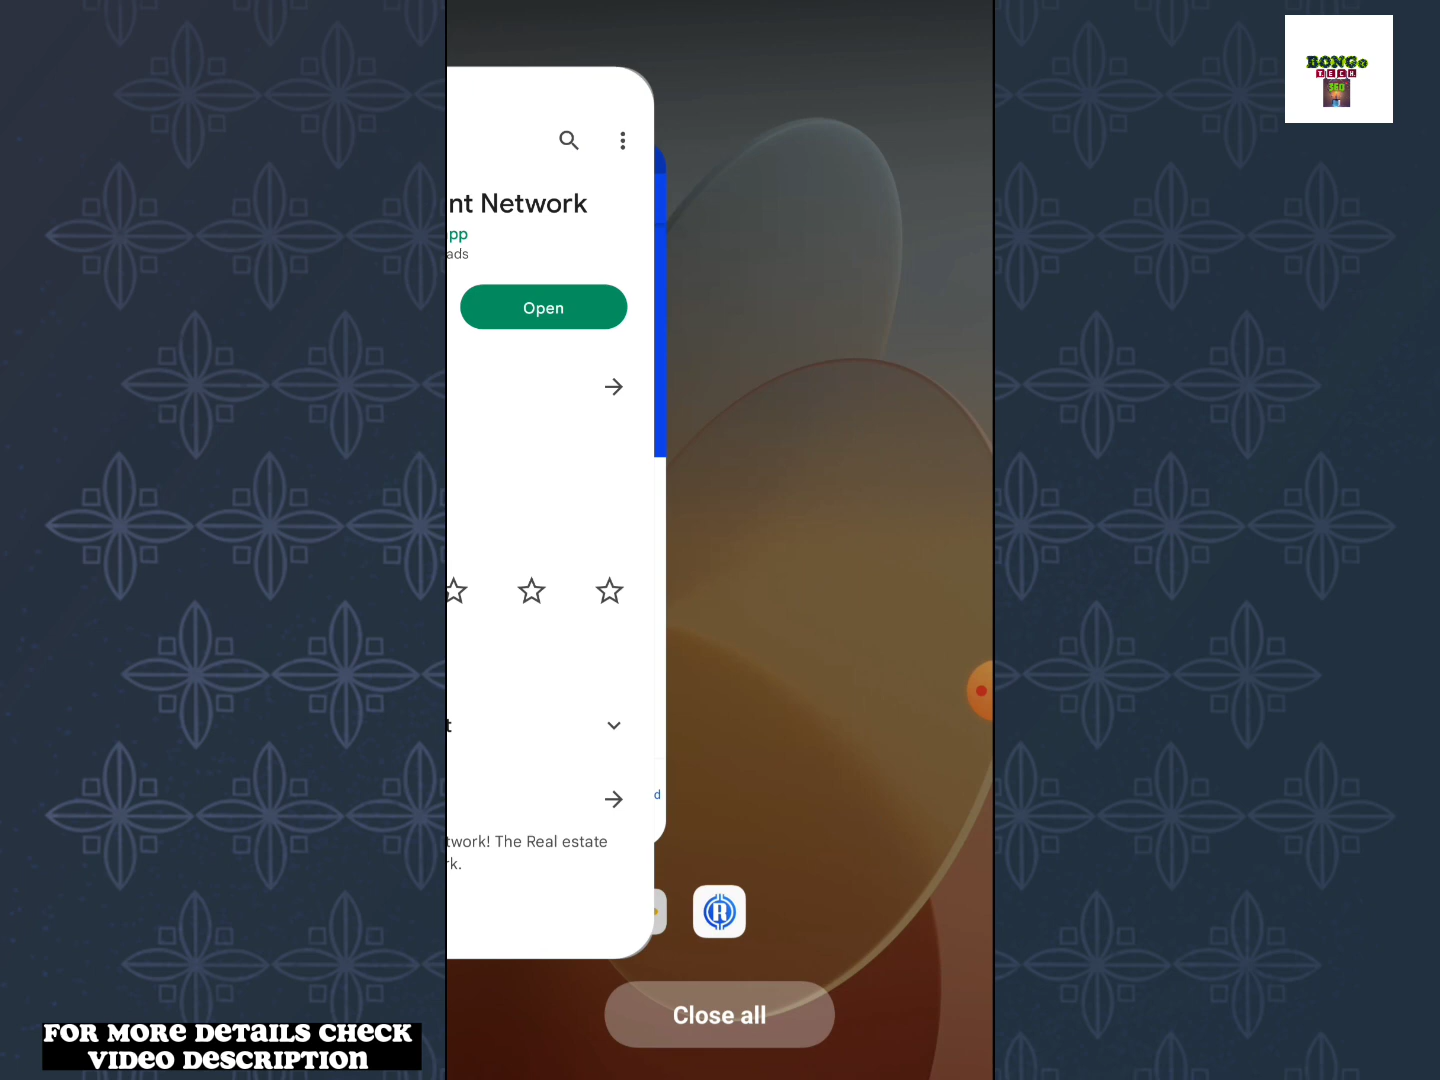 BONG
TECH
360
nt Network
pp
ads
Open
t
d
twork! The Real estate
rk.
R
Close all
FOR MORE DETAILS CHECK
VIDEO DESCRIPTION